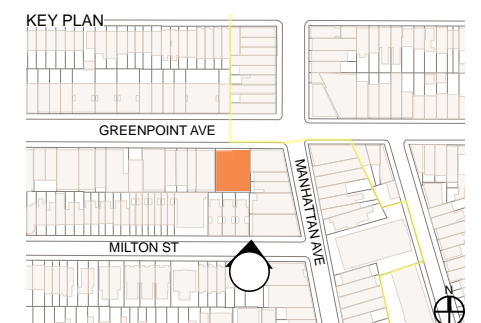 KEY PLAN
GREENPOINT AVE
MANHATTAN AVE
MILTON ST
N